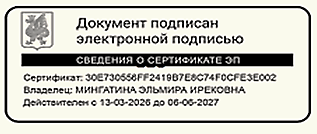 Документ подписан
электронной подписью
СВЕДЕНИЯ О СЕРТИФИКАТЕ ЭП
Сертификат: 30E730556FF2419B7E8C74F0CFE3E002
Владелец: МИНГАТИНА ЭЛЬМИРА ИРЕКОВНА
Действителен с 13-03-2026 до 06-06-2027